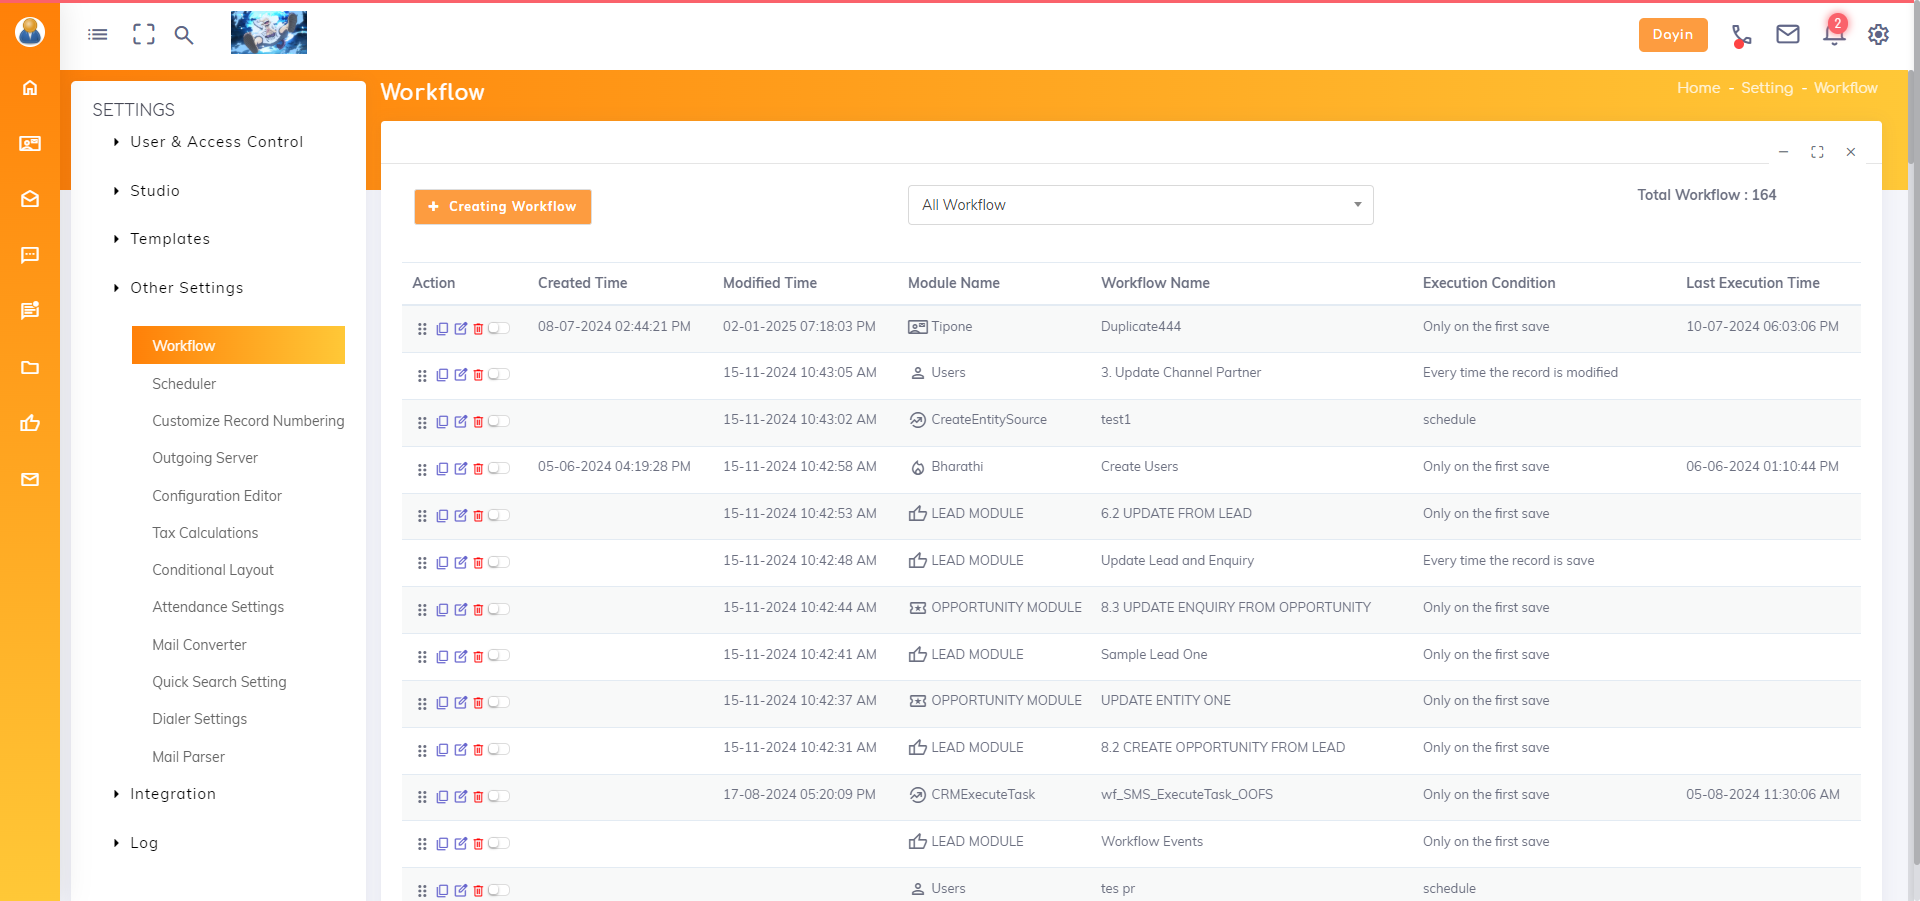 Dayin
2
SETTINGS
User & Access Control
Studio
Templates
Other Settings
Workflow
Scheduler
Customize Record Numbering
Outgoing Server
Configuration Editor
Tax Calculations
Conditional Layout
Attendance Settings
Mail Converter
Quick Search Setting
Dialer Settings
Mail Parser
Integration
Log
Workflow
Home - Setting - Workflow
+ Creating Workflow
All Workflow
Total Workflow : 164
Action Created Time Modified Time Module Name Workflow Name Execution Condition Last Execution Time
08-07-2024 02:44:21 PM 02-01-2025 07:18:03 PM Tipone Duplicate444 Only on the first save 10-07-2024 06:03:06 PM
15-11-2024 10:43:05 AM Users 3. Update Channel Partner Every time the record is modified
15-11-2024 10:43:02 AM CreateEntitySource test1 schedule
05-06-2024 04:19:28 PM 15-11-2024 10:42:58 AM Bharathi Create Users Only on the first save 06-06-2024 01:10:44 PM
15-11-2024 10:42:53 AM LEAD MODULE 6.2 UPDATE FROM LEAD Only on the first save
15-11-2024 10:42:48 AM LEAD MODULE Update Lead and Enquiry Every time the record is save
15-11-2024 10:42:44 AM OPPORTUNITY MODULE 8.3 UPDATE ENQUIRY FROM OPPORTUNITY Only on the first save
15-11-2024 10:42:41 AM LEAD MODULE Sample Lead One Only on the first save
15-11-2024 10:42:37 AM OPPORTUNITY MODULE UPDATE ENTITY ONE Only on the first save
15-11-2024 10:42:31 AM LEAD MODULE 8.2 CREATE OPPORTUNITY FROM LEAD Only on the first save
17-08-2024 05:20:09 PM CRMExecuteTask wf_SMS_ExecuteTask_OOFS Only on the first save 05-08-2024 11:30:06 AM
LEAD MODULE Workflow Events Only on the first save
Users tes pr schedule